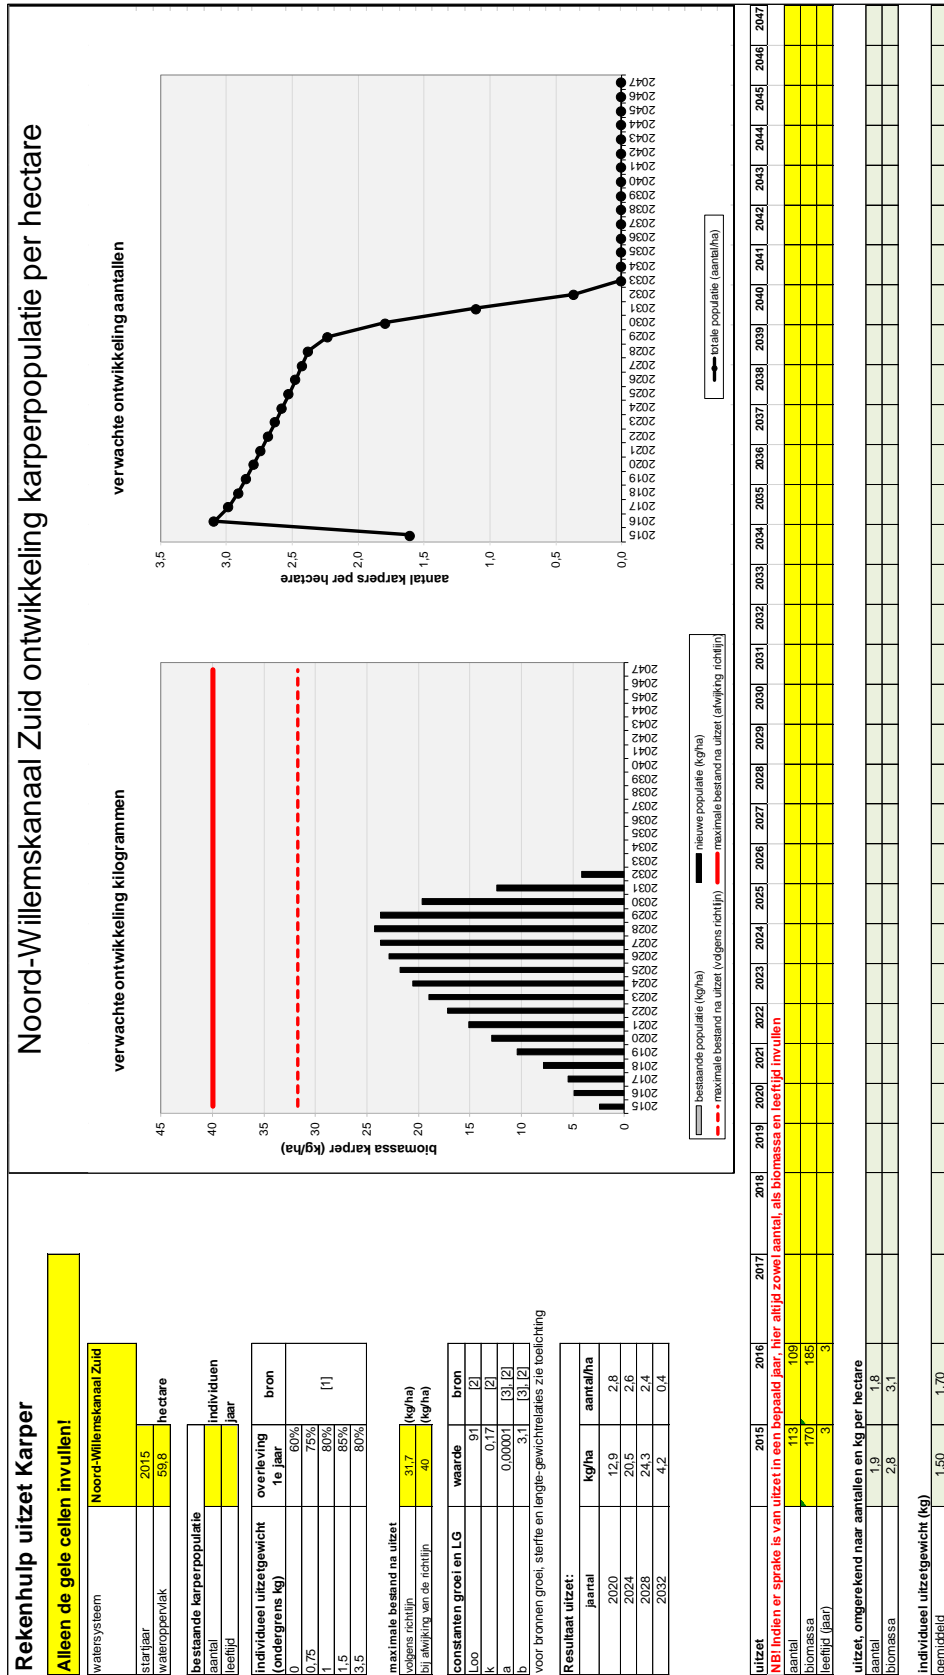 Rekenhulp uitzet Karper
Alleen de gele cellen invullen!
watersysteem Noord-Willemskanaal Zuid
startjaar 2015
wateroppervlak 59,8 hectare
bestaande karperpopulatie
aantal individuen
leeftijd jaar
individueel uitzetgewicht overleving bron
(ondergrens kg) 1e jaar
0 60%
0,75 75%
1 80% [1]
1,5 85%
3,5 80%
maximale bestand na uitzet
volgens richtlijn 31,7 (kg/ha)
bij afwijking van de richtlijn 40 (kg/ha)
constanten groei en LG waarde bron
Loo 91 [2]
k 0,17 [2]
a 0,00001 [3], [2]
b 3,1 [3], [2]
voor bronnen groei, sterfte en lengte-gewichtrelaties zie toelichting
Resultaat uitzet:
jaartal kg/ha aantal/ha
2020 12,9 2,8
2024 20,5 2,6
2028 24,3 2,4
2032 4,2 0,4
Noord-Willemskanaal Zuid ontwikkeling karperpopulatie per hectare
verwachte ontwikkeling kilogrammen
biomassa karper (kg/ha)
45
40
35
30
25
20
15
10
5
0
2015 2016 2017 2018 2019 2020 2021 2022 2023 2024 2025 2026 2027 2028 2029 2030 2031 2032 2033 2034 2035 2036 2037 2038 2039 2040 2041 2042 2043 2044 2045 2046 2047
bestaande populatie (kg/ha) nieuwe populatie (kg/ha)
maximale bestand na uitzet (volgens richtlijn) maximale bestand na uitzet (afwijking richtlijn)
verwachte ontwikkeling aantallen
aantal karpers per hectare
3,5
3,0
2,5
2,0
1,5
1,0
0,5
0,0
2015 2016 2017 2018 2019 2020 2021 2022 2023 2024 2025 2026 2027 2028 2029 2030 2031 2032 2033 2034 2035 2036 2037 2038 2039 2040 2041 2042 2043 2044 2045 2046 2047
totale populatie (aantal/ha)
uitzet 2015 2016 2017 2018 2019 2020 2021 2022 2023 2024 2025 2026 2027 2028 2029 2030 2031 2032 2033 2034 2035 2036 2037 2038 2039 2040 2041 2042 2043 2044 2045 2046 2047
NB! Indien er sprake is van uitzet in een bepaald jaar, hier altijd zowel aantal, als biomassa en leeftijd invullen
aantal 113 109
biomassa 170 185
leeftijd (jaar) 3 3
uitzet, omgerekend naar aantallen en kg per hectare
aantal 1,9 1,8
biomassa 2,8 3,1
individueel uitzetgewicht (kg)
gemiddeld 1,50 1,70